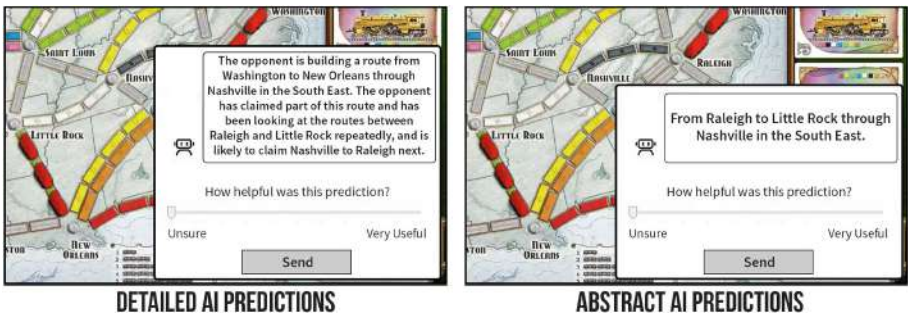 WASHINGTON
SAINT LOUIS
NASHV
LITTLE ROCK
NEW
ORLEANS
STON
The opponent is building a route from
Washington to New Orleans through
Nashville in the South East. The opponent
has claimed part of this route and has
been looking at the routes between
Raleigh and Little Rock repeatedly, and is
likely to claim Nashville to Raleigh next.
How helpful was this prediction?
Unsure Very Useful
Send
DETAILED AI PREDICTIONS
WASHINGTON
SAINT LOUIS
RALEIGH
NASHVILLE
LITTLE ROCK
NEW
ORLEANS
STON
From Raleigh to Little Rock through
Nashville in the South East.
How helpful was this prediction?
Unsure Very Useful
Send
ABSTRACT AI PREDICTIONS